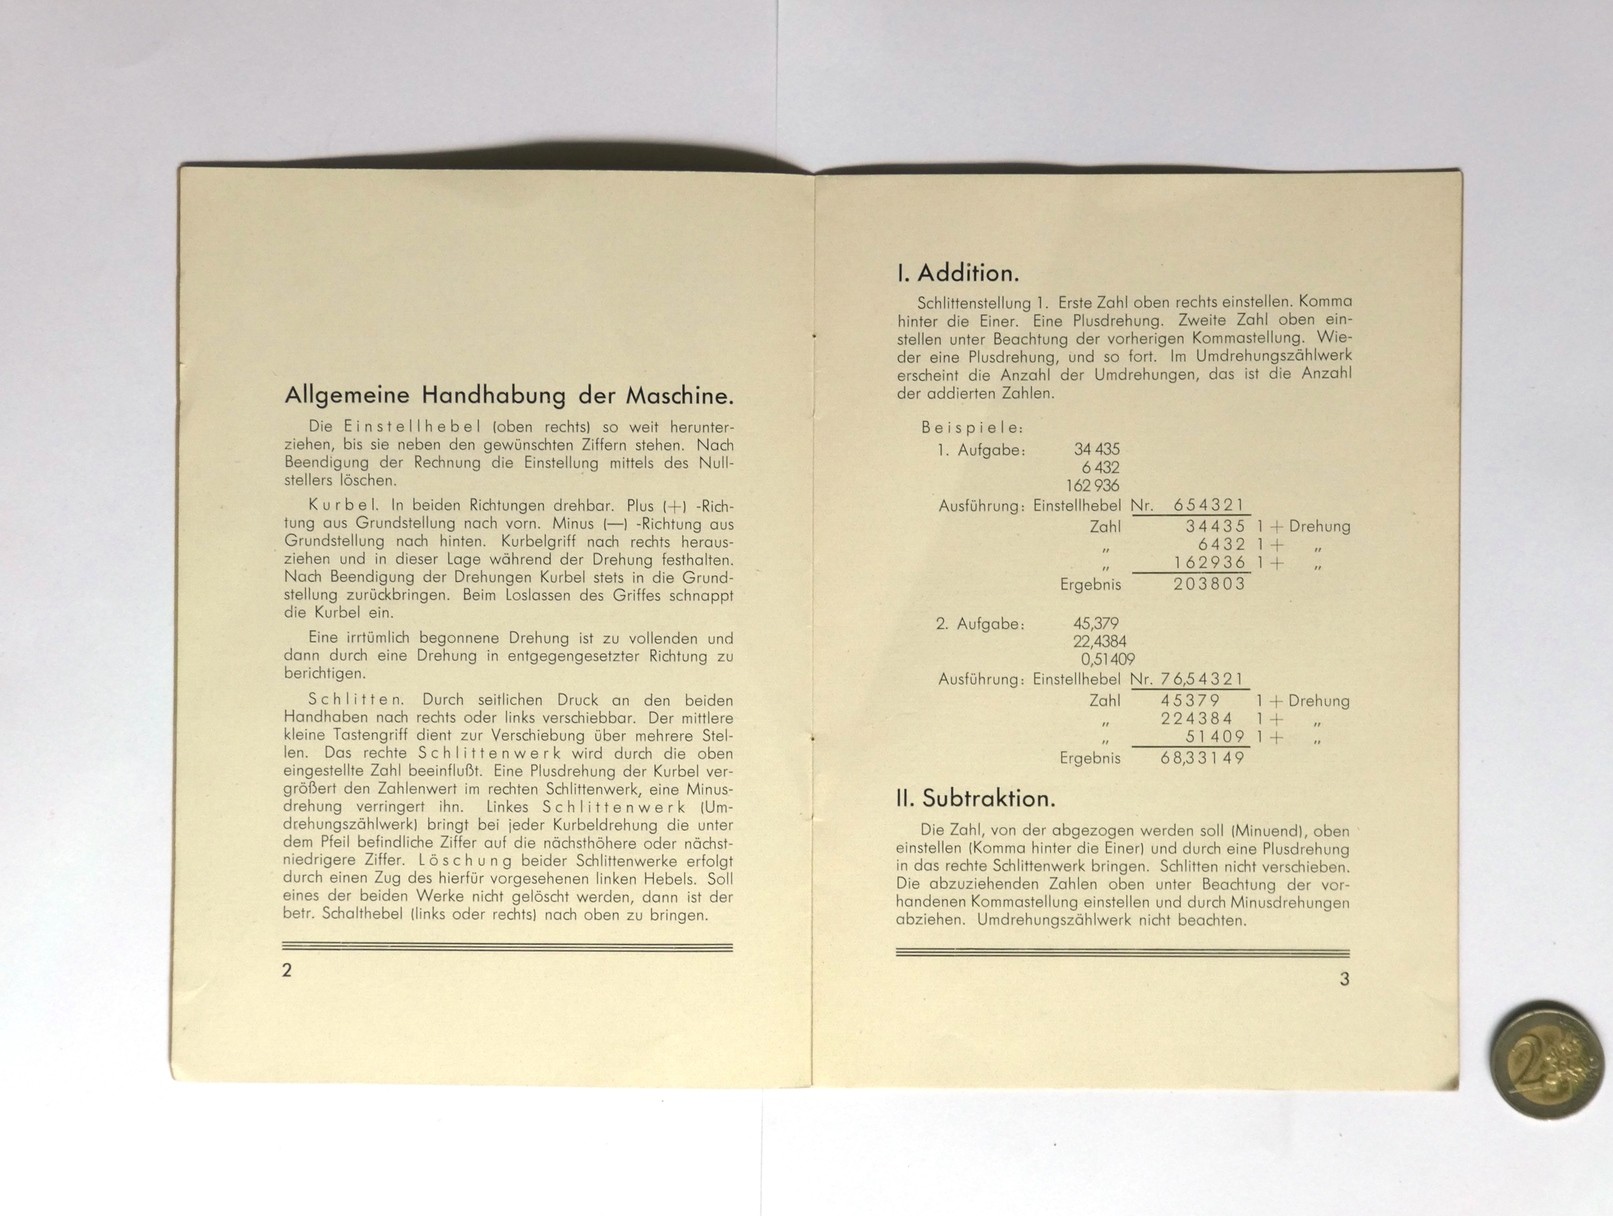 Allgemeine Handhabung der Maschine.
Die Einstellhebel (oben rechts) so weit herunter-
ziehen, bis sie neben den gewünschten Ziffern stehen. Nach
Beendigung der Rechnung die Einstellung mittels des Null-
stellers löschen.
Kurbel. In beiden Richtungen drehbar. Plus (+) -Rich-
tung aus Grundstellung nach vorn. Minus (—) -Richtung aus
Grundstellung nach hinten. Kurbelgriff nach rechts heraus-
ziehen und in dieser Lage während der Drehung festhalten.
Nach Beendigung der Drehungen Kurbel stets in die Grund-
stellung zurückbringen. Beim Loslassen des Griffes schnappt
die Kurbel ein.
Eine irrtümlich begonnene Drehung ist zu vollenden und
dann durch eine Drehung in entgegengesetzter Richtung zu
berichtigen.
Schlitten. Durch seitlichen Druck an den beiden
Handhaben nach rechts oder links verschiebbar. Der mittlere
kleine Tastengriff dient zur Verschiebung über mehrere Stel-
len. Das rechte Schlittenwerk wird durch die oben
eingestellte Zahl beeinflußt. Eine Plusdrehung der Kurbel ver-
größert den Zahlenwert im rechten Schlittenwerk, eine Minus-
drehung verringert ihn. Linkes Schlittenwerk (Um-
drehungszählwerk) bringt bei jeder Kurbeldrehung die unter
dem Pfeil befindliche Ziffer auf die nächsthöhere oder nächst-
niedrigere Ziffer. Löschung beider Schlittenwerke erfolgt
durch einen Zug des hierfür vorgesehenen linken Hebels. Soll
eines der beiden Werke nicht gelöscht werden, dann ist der
betr. Schalthebel (links oder rechts) nach oben zu bringen.
2
I. Addition.
Schlittenstellung 1. Erste Zahl oben rechts einstellen. Komma
hinter die Einer. Eine Plusdrehung. Zweite Zahl oben ein-
stellen unter Beachtung der vorherigen Kommastellung. Wie-
der eine Plusdrehung, und so fort. Im Umdrehungszählwerk
erscheint die Anzahl der Umdrehungen, das ist die Anzahl
der addierten Zahlen.
Beispiele:
1. Aufgabe: 34 435
6 432
162 936
Ausführung: Einstellhebel Nr. 654321
Zahl 34435 1 + Drehung
„ 6432 1 + „
„ 162936 1 + „
Ergebnis 203803
2. Aufgabe: 45,379
22,4384
0,51409
Ausführung: Einstellhebel Nr. 76,54321
Zahl 45379 1 + Drehung
„ 224384 1 + „
„ 51409 1 + „
Ergebnis 68,33149
II. Subtraktion.
Die Zahl, von der abgezogen werden soll (Minuend), oben
einstellen (Komma hinter die Einer) und durch eine Plusdrehung
in das rechte Schlittenwerk bringen. Schlitten nicht verschieben.
Die abzuziehenden Zahlen oben unter Beachtung der vor-
handenen Kommastellung einstellen und durch Minusdrehungen
abziehen. Umdrehungszählwerk nicht beachten.
3
2